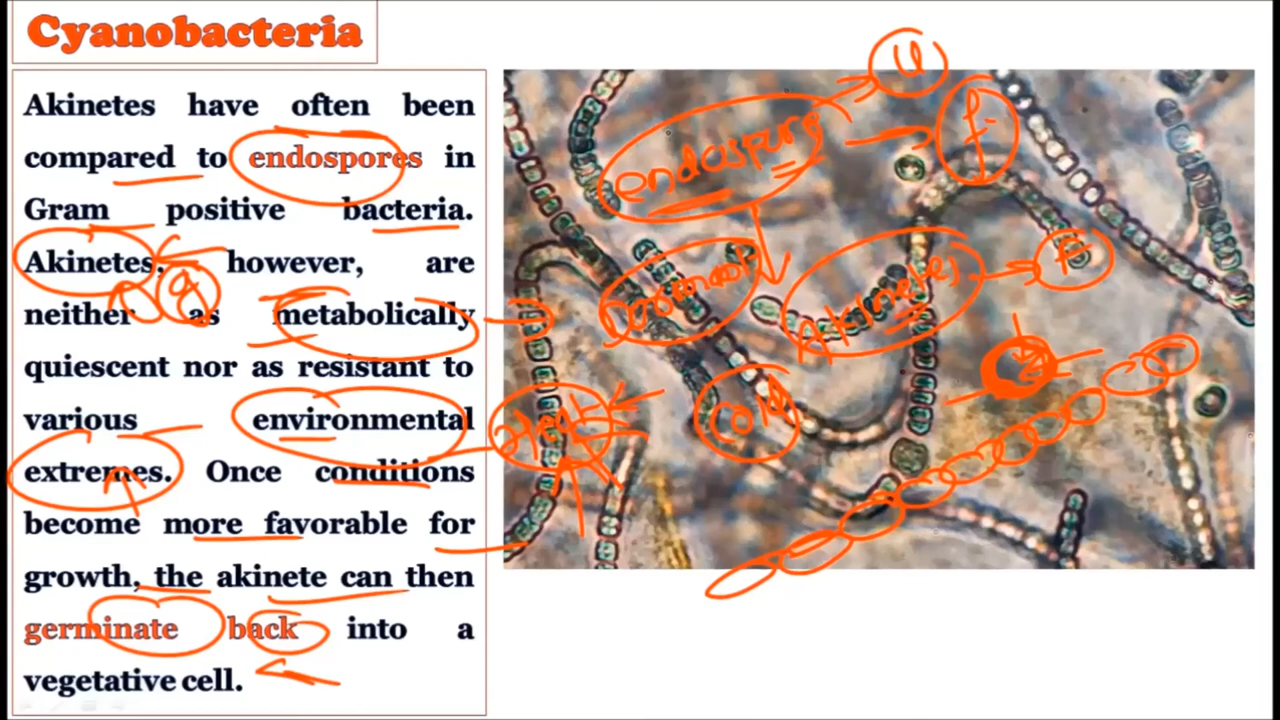 Cyanobacteria
Akinetes have often been
compared to endospores in
Gram positive bacteria.
Akinetes, however, are
neither as metabolically
quiescent nor as resistant to
various environmental
extremes. Once conditions
become more favorable for
growth, the akinete can then
germinate back into a
vegetative cell.
endospore
Akinetes
Cold